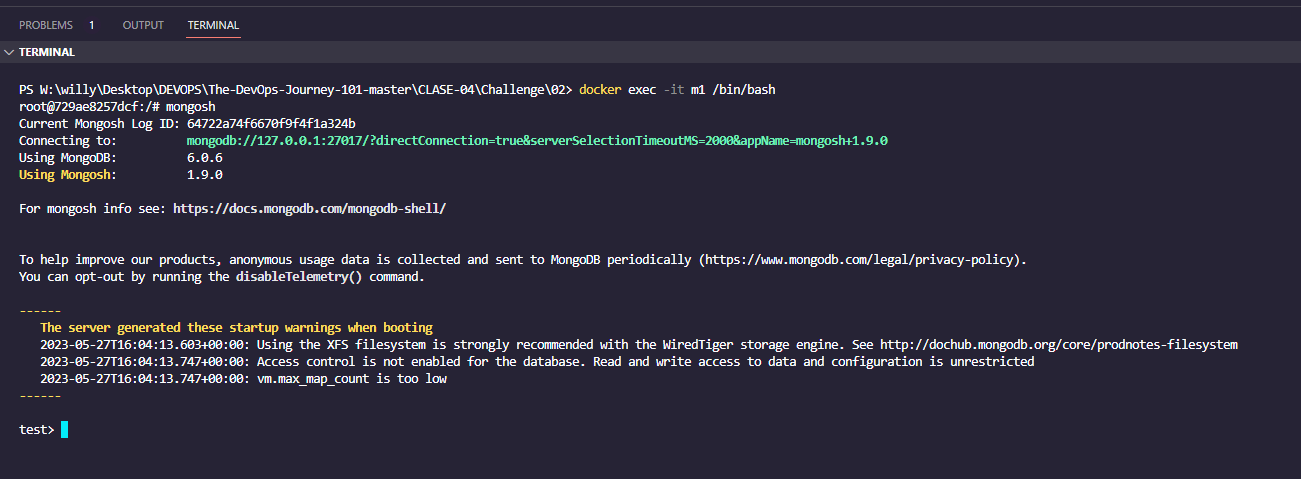 PROBLEMS 1 OUTPUT TERMINAL
TERMINAL
PS W:\willy\Desktop\DEVOPS\The-DevOps-Journey-101-master\CLASE-04\Challenge\02> docker exec -it m1 /bin/bash
root@729ae8257dcf:/# mongosh
Current Mongosh Log ID: 64722a74f6670f9f4f1a324b
Connecting to: mongodb://127.0.0.1:27017/?directConnection=true&serverSelectionTimeoutMS=2000&appName=mongosh+1.9.0
Using MongoDB: 6.0.6
Using Mongosh: 1.9.0
For mongosh info see: https://docs.mongodb.com/mongodb-shell/
To help improve our products, anonymous usage data is collected and sent to MongoDB periodically (https://www.mongodb.com/legal/privacy-policy).
You can opt-out by running the disableTelemetry() command.
------
The server generated these startup warnings when booting
2023-05-27T16:04:13.603+00:00: Using the XFS filesystem is strongly recommended with the WiredTiger storage engine. See http://dochub.mongodb.org/core/prodnotes-filesystem
2023-05-27T16:04:13.747+00:00: Access control is not enabled for the database. Read and write access to data and configuration is unrestricted
2023-05-27T16:04:13.747+00:00: vm.max_map_count is too low
------
test>